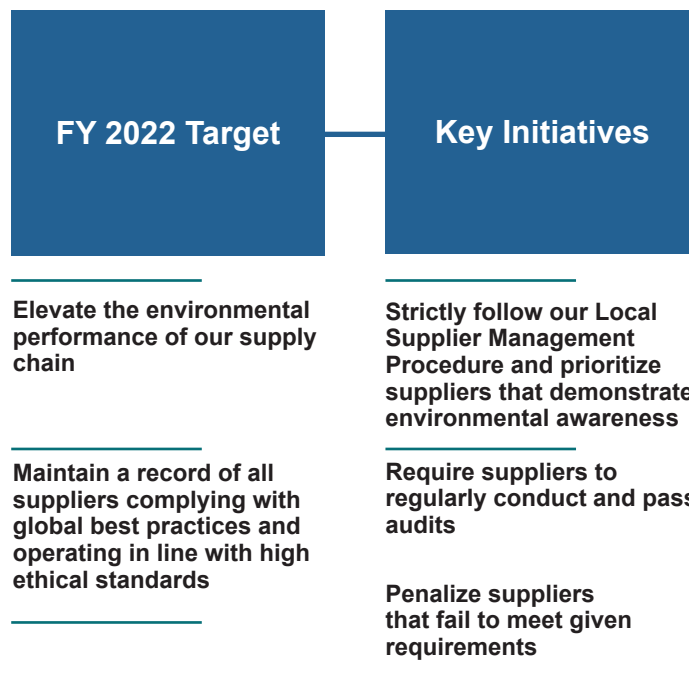 FY 2022 Target
Key Initiatives
Elevate the environmental
performance of our supply
chain
Strictly follow our Local
Supplier Management
Procedure and prioritize
suppliers that demonstrate
environmental awareness
Maintain a record of all
suppliers complying with
global best practices and
operating in line with high
ethical standards
Require suppliers to
regularly conduct and pass
audits
Penalize suppliers
that fail to meet given
requirements